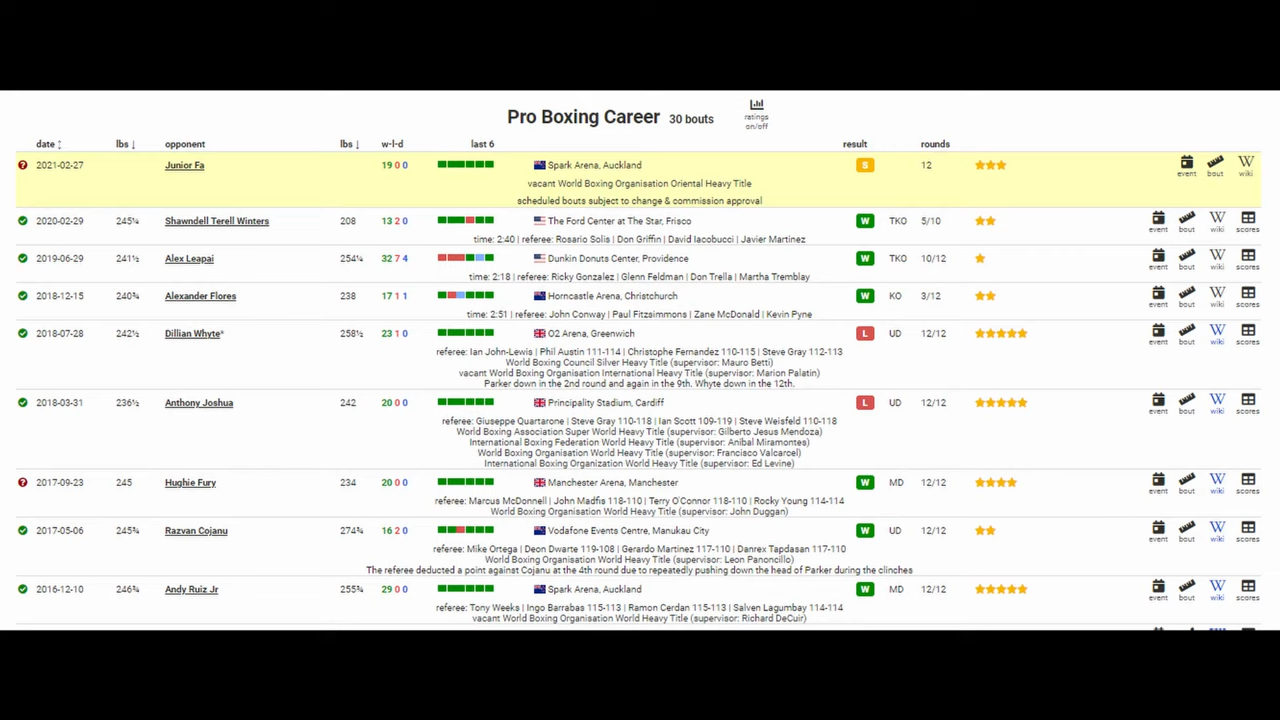 Pro Boxing Career 30 bouts
ratings
on/off
date lbs opponent lbs w-l-d last 6 result rounds
2021-02-27 Junior Fa 19 0 0 Spark Arena, Auckland S 12 event bout wiki
vacant World Boxing Organisation Oriental Heavy Title
scheduled bouts subject to change & commission approval
2020-02-29 245¼ Shawndell Terell Winters 208 13 2 0 The Ford Center at The Star, Frisco W TKO 5/10 event bout wiki scores
time: 2:40 | referee: Rosario Solis | Don Griffin | David Iacobucci | Javier Martinez
2019-06-29 241½ Alex Leapai 254¼ 32 7 4 Dunkin Donuts Center, Providence W TKO 10/12 event bout wiki scores
time: 2:18 | referee: Ricky Gonzalez | Glenn Feldman | Don Trella | Martha Tremblay
2018-12-15 240¾ Alexander Flores 238 17 1 1 Horncastle Arena, Christchurch W KO 3/12 event bout wiki scores
time: 2:51 | referee: John Conway | Paul Fitzsimmons | Zane McDonald | Kevin Pyne
2018-07-28 242½ Dillian Whyte* 258½ 23 1 0 O2 Arena, Greenwich L UD 12/12 event bout wiki scores
referee: Ian John-Lewis | Phil Austin 111-114 | Christophe Fernandez 110-115 | Steve Gray 112-113
World Boxing Council Silver Heavy Title (supervisor: Mauro Betti)
vacant World Boxing Organisation International Heavy Title (supervisor: Marion Palatin)
Parker down in the 2nd round and again in the 9th. Whyte down in the 12th.
2018-03-31 236½ Anthony Joshua 242 20 0 0 Principality Stadium, Cardiff L UD 12/12 event bout wiki scores
referee: Giuseppe Quartarone | Steve Gray 110-118 | Ian Scott 109-119 | Steve Weisfeld 110-118
World Boxing Association Super World Heavy Title (supervisor: Gilberto Jesus Mendoza)
International Boxing Federation World Heavy Title (supervisor: Anibal Miramontes)
World Boxing Organisation World Heavy Title (supervisor: Francisco Valcarcel)
International Boxing Organization World Heavy Title (supervisor: Ed Levine)
2017-09-23 245 Hughie Fury 234 20 0 0 Manchester Arena, Manchester W MD 12/12 event bout wiki scores
referee: Marcus McDonnell | John Madfis 118-110 | Terry O'Connor 118-110 | Rocky Young 114-114
World Boxing Organisation World Heavy Title (supervisor: John Duggan)
2017-05-06 245¾ Razvan Cojanu 274¾ 16 2 0 Vodafone Events Centre, Manukau City W UD 12/12 event bout wiki scores
referee: Mike Ortega | Deon Dwarte 119-108 | Gerardo Martinez 117-110 | Danrex Tapdasan 117-110
World Boxing Organisation World Heavy Title (supervisor: Leon Panoncillo)
The referee deducted a point against Cojanu at the 4th round due to repeatedly pushing down the head of Parker during the clinches
2016-12-10 246¾ Andy Ruiz Jr 255¾ 29 0 0 Spark Arena, Auckland W MD 12/12 event bout wiki scores
referee: Tony Weeks | Ingo Barrabas 115-113 | Ramon Cerdan 115-113 | Salven Lagumbay 114-114
vacant World Boxing Organisation World Heavy Title (supervisor: Richard DeCuir)